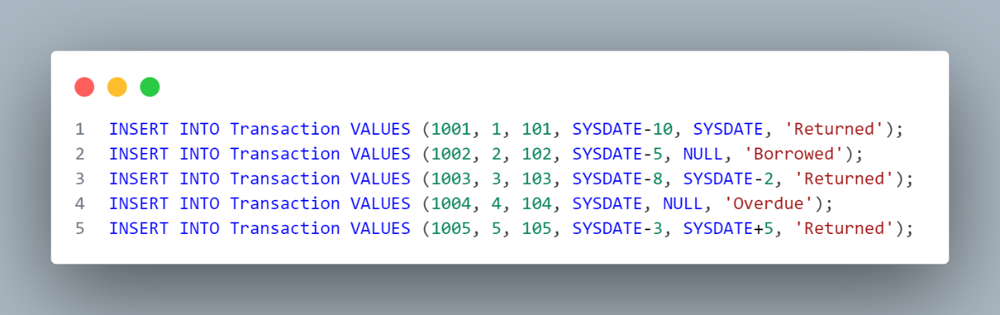 1 INSERT INTO Transaction VALUES (1001, 1, 101, SYSDATE-10, SYSDATE, 'Returned');
2 INSERT INTO Transaction VALUES (1002, 2, 102, SYSDATE-5, NULL, 'Borrowed');
3 INSERT INTO Transaction VALUES (1003, 3, 103, SYSDATE-8, SYSDATE-2, 'Returned');
4 INSERT INTO Transaction VALUES (1004, 4, 104, SYSDATE, NULL, 'Overdue');
5 INSERT INTO Transaction VALUES (1005, 5, 105, SYSDATE-3, SYSDATE+5, 'Returned');